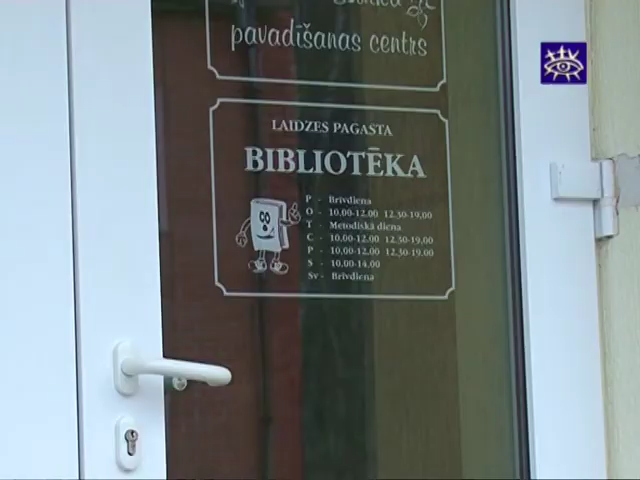 pavadīšanas centrs
LAIDZES PAGASTA
BIBLIOTĒKA
P - Brīvdiena
O - 10.00-12.00 12.30-19.00
T - Metodiskā diena
C - 10.00-12.00 12.30-19.00
P - 10.00-12.00 12.30-19.00
S - 10.00-14.00
Sv - Brīvdiena